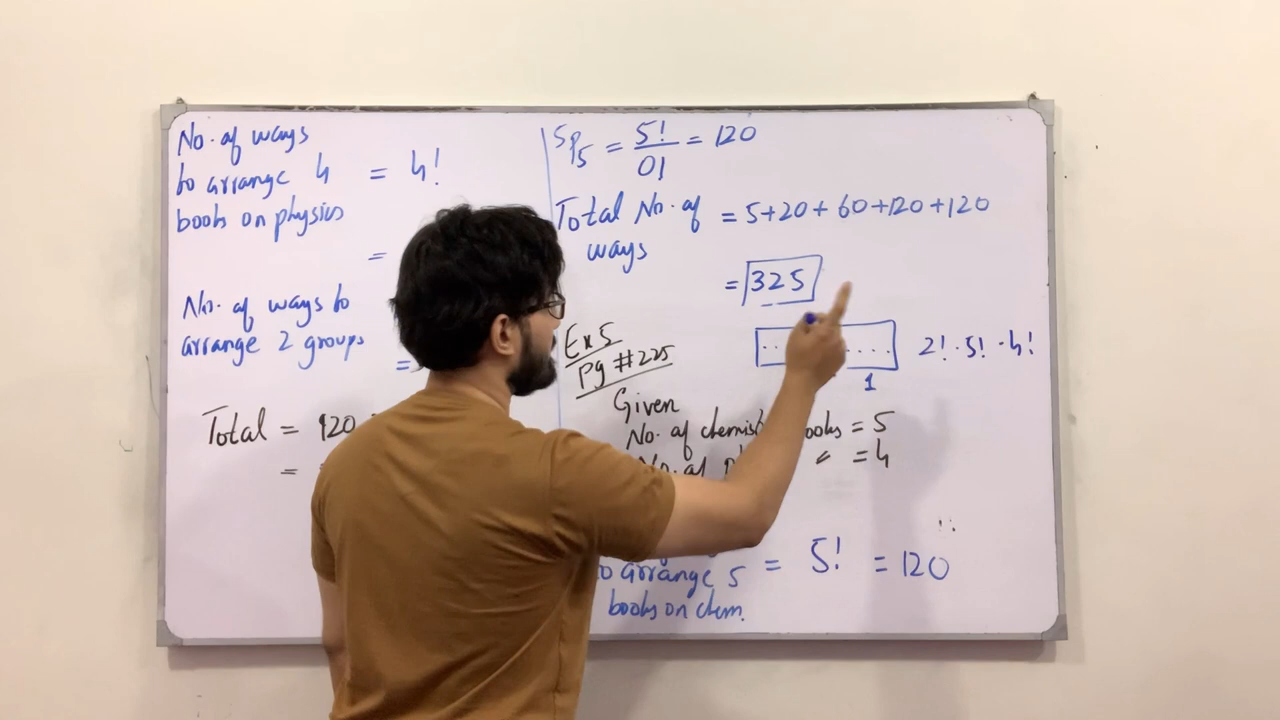 No. of ways
to arrange 4 = 4!
books on physics
=
No. of ways to
arrange 2 groups
=
Total = 120
=
5P5 = 5!/0! = 120
Total No. of = 5+20+60+120+120
ways
= 325
Ex 5
pg #225
2! · 5! · 4!
1
Given
No. of chemist books = 5
No. of = 4
to arrange 5 = 5! = 120
books on chem.